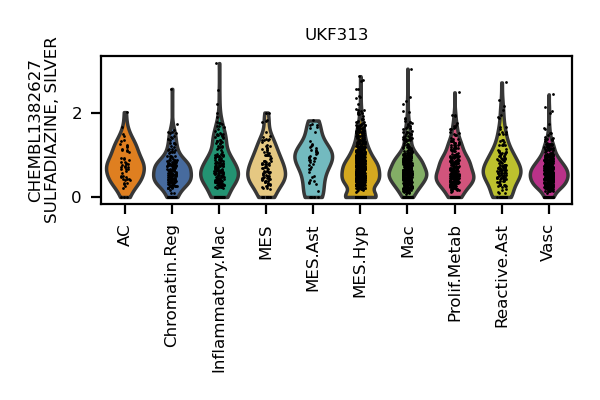 UKF313
CHEMBL1382627
SULFADIAZINE, SILVER
2
0
AC
Chromatin.Reg
Inflammatory.Mac
MES
MES.Ast
MES.Hyp
Mac
Prolif.Metab
Reactive.Ast
Vasc